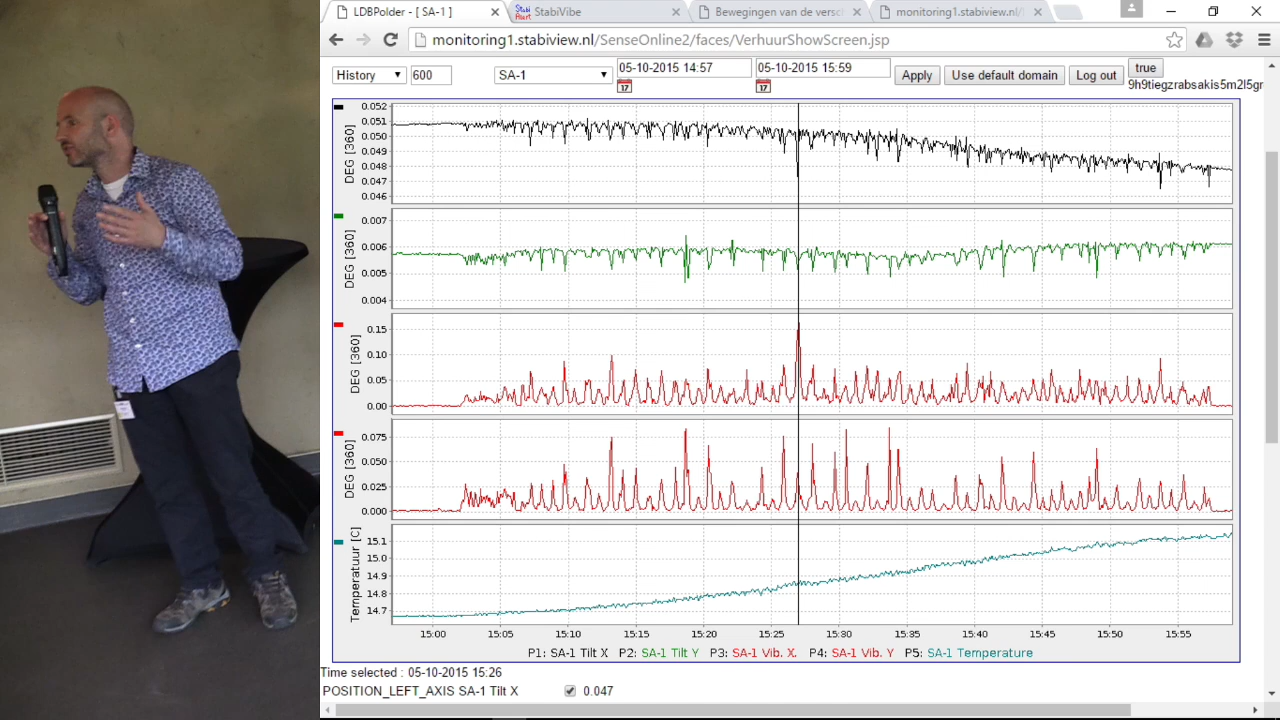 LDBPolder - [ SA-1 ]
Stabi Start StabiVibe
Bewegingen van de versch
monitoring1.stabiview.nl/
monitoring1.stabiview.nl/SenseOnline2/faces/VerhuurShowScreen.jsp
History 600 SA-1 05-10-2015 14:57 05-10-2015 15:59 Apply Use default domain Log out true
17 17 9h9tiegzrabsakis5m2l5gr
DEG [360]
0.052
0.051
0.050
0.049
0.048
0.047
0.046
DEG [360]
0.007
0.006
0.005
0.004
DEG [360]
0.15
0.10
0.05
0.00
DEG [360]
0.075
0.050
0.025
0.000
Temperatuur [C]
15.1
15.0
14.9
14.8
14.7
15:00 15:05 15:10 15:15 15:20 15:25 15:30 15:35 15:40 15:45 15:50 15:55
P1: SA-1 Tilt X P2: SA-1 Tilt Y P3: SA-1 Vib. X. P4: SA-1 Vib. Y P5: SA-1 Temperature
Time selected : 05-10-2015 15:26
POSITION_LEFT_AXIS SA-1 Tilt X 0.047